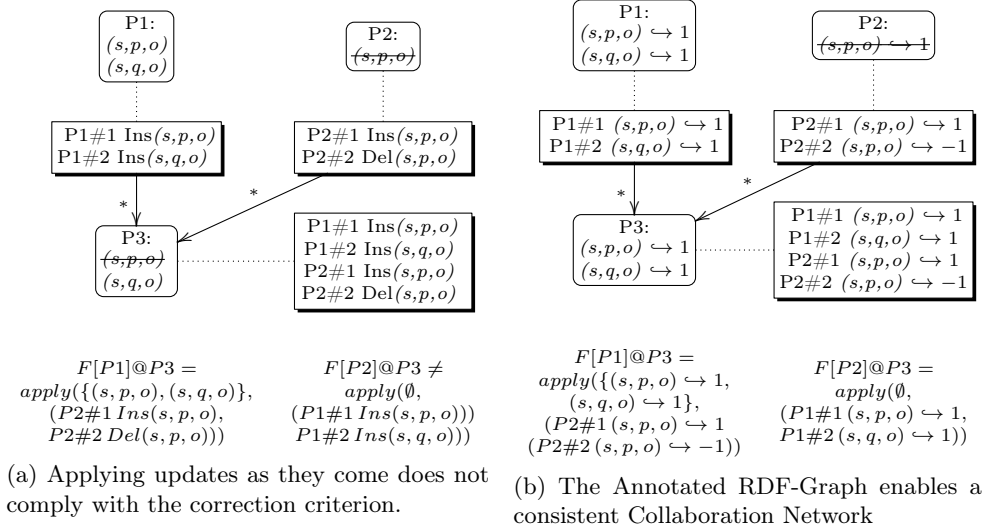 P1:
(s,p,o)
(s,q,o)
P2:
(s,p,o)
P1#1 Ins(s,p,o)
P1#2 Ins(s,q,o)
P2#1 Ins(s,p,o)
P2#2 Del(s,p,o)
*
*
P3:
(s,p,o)
(s,q,o)
P1#1 Ins(s,p,o)
P1#2 Ins(s,q,o)
P2#1 Ins(s,p,o)
P2#2 Del(s,p,o)
F[P1]@P3 =
apply({(s, p, o), (s, q, o)},
(P2#1 Ins(s, p, o),
P2#2 Del(s, p, o)))
F[P2]@P3 ≠
apply(∅,
(P1#1 Ins(s, p, o)))
P1#2 Ins(s, q, o)))
(a) Applying updates as they come does not
comply with the correction criterion.
P1:
(s,p,o) ↪ 1
(s,q,o) ↪ 1
P2:
(s,p,o) ↪ 1
P1#1 (s,p,o) ↪ 1
P1#2 (s,q,o) ↪ 1
P2#1 (s,p,o) ↪ 1
P2#2 (s,p,o) ↪ −1
*
*
P3:
(s,p,o) ↪ 1
(s,q,o) ↪ 1
P1#1 (s,p,o) ↪ 1
P1#2 (s,q,o) ↪ 1
P2#1 (s,p,o) ↪ 1
P2#2 (s,p,o) ↪ −1
F[P1]@P3 =
apply({(s, p, o) ↪ 1,
(s, q, o) ↪ 1},
(P2#1 (s, p, o) ↪ 1
(P2#2 (s, p, o) ↪ −1))
F[P2]@P3 =
apply(∅,
(P1#1 (s, p, o) ↪ 1,
P1#2 (s, q, o) ↪ 1))
(b) The Annotated RDF-Graph enables a
consistent Collaboration Network